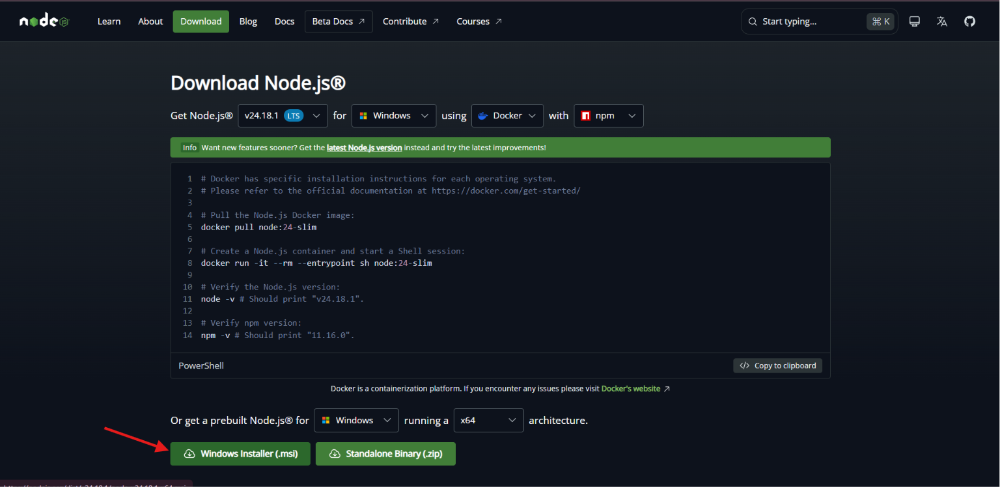 node JS
Learn About Download Blog Docs Beta Docs ↗ Contribute ↗ Courses ↗ Start typing... ⌘ K
Download Node.js®
Get Node.js® v24.18.1 LTS for Windows using Docker with npm
Info Want new features sooner? Get the latest Node.js version instead and try the latest improvements!
1 # Docker has specific installation instructions for each operating system.
2 # Please refer to the official documentation at https://docker.com/get-started/
3
4 # Pull the Node.js Docker image:
5 docker pull node:24-slim
6
7 # Create a Node.js container and start a Shell session:
8 docker run -it --rm --entrypoint sh node:24-slim
9
10 # Verify the Node.js version:
11 node -v # Should print "v24.18.1".
12
13 # Verify npm version:
14 npm -v # Should print "11.16.0".
PowerShell </> Copy to clipboard
Docker is a containerization platform. If you encounter any issues please visit Docker's website ↗
Or get a prebuilt Node.js® for Windows running a x64 architecture.
Windows Installer (.msi) Standalone Binary (.zip)